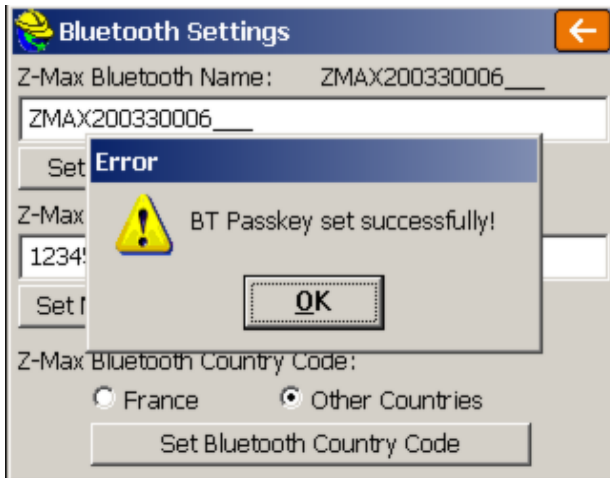 Bluetooth Settings
Z-Max Bluetooth Name: ZMAX200330006___
ZMAX200330006___
Set
Error
Z-Max
BT Passkey set successfully!
1234
OK
Set
Z-Max Bluetooth Country Code:
France Other Countries
Set Bluetooth Country Code